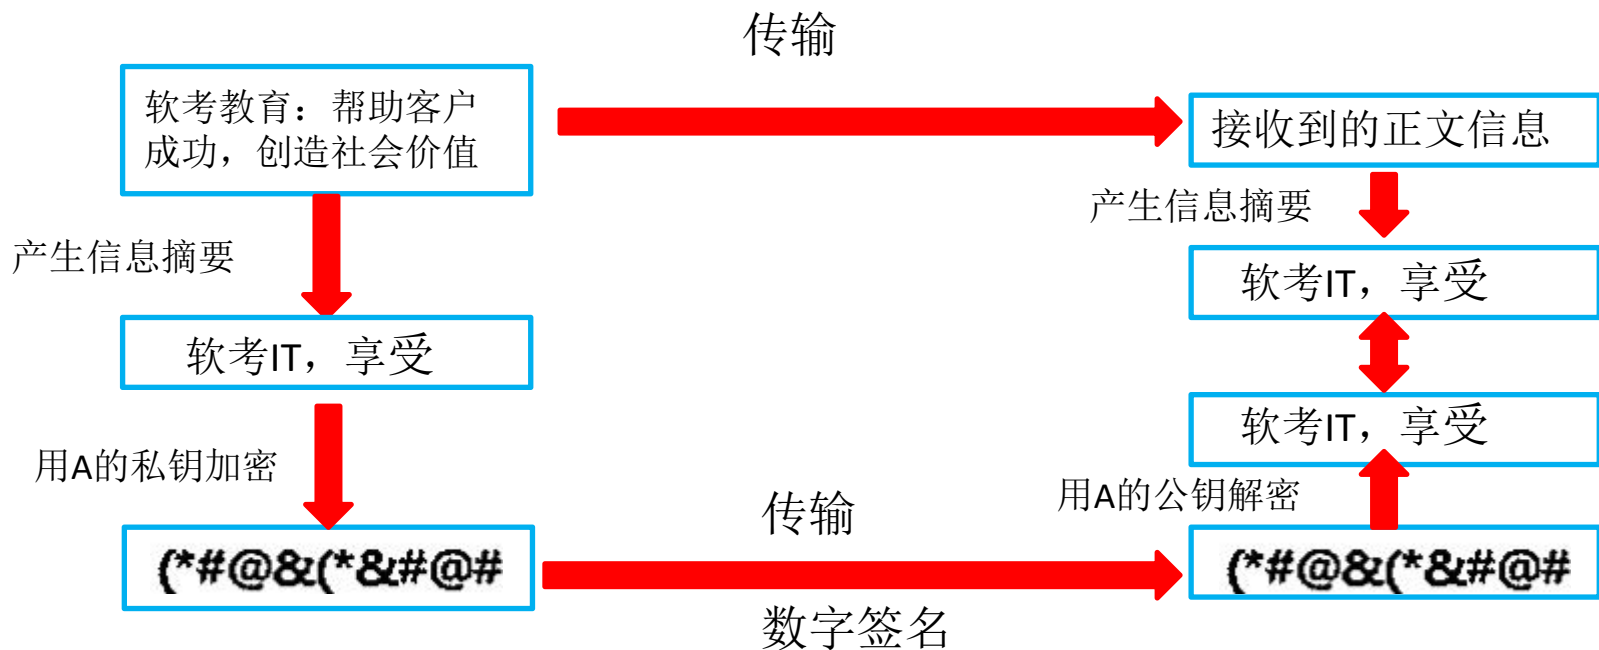 传输
软考教育：帮助客户
成功，创造社会价值
接收到的正文信息
产生信息摘要
产生信息摘要
软考IT，享受
软考IT，享受
软考IT，享受
用A的私钥加密
用A的公钥解密
传输
(*#@&(*&#@#
(*#@&(*&#@#
数字签名